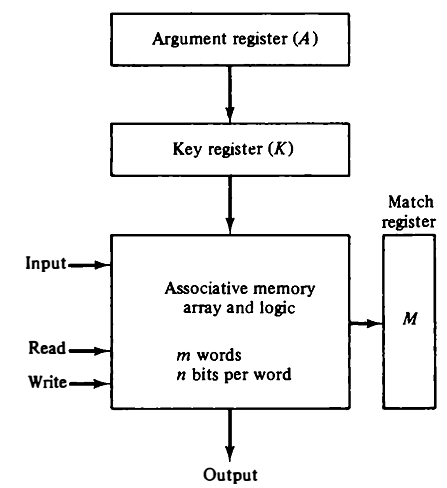 Argument register (A)
Key register (K)
Match
register
Input
Associative memory
array and logic
M
Read
m words
n bits per word
Write
Output